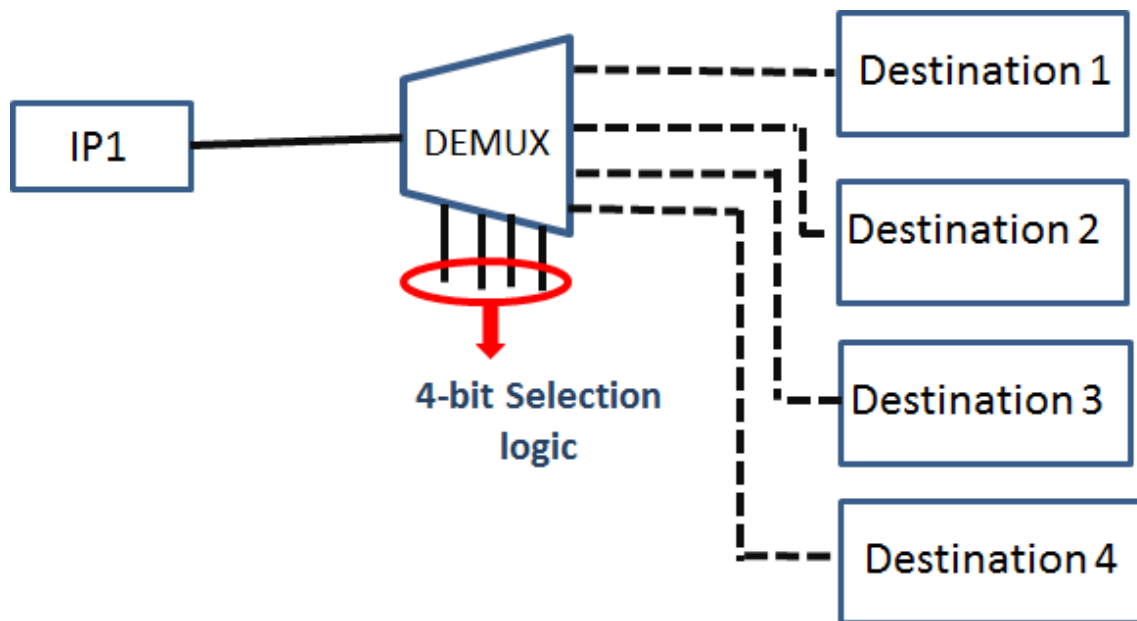 IP1
DEMUX
Destination 1
Destination 2
Destination 3
Destination 4
4-bit Selection
logic